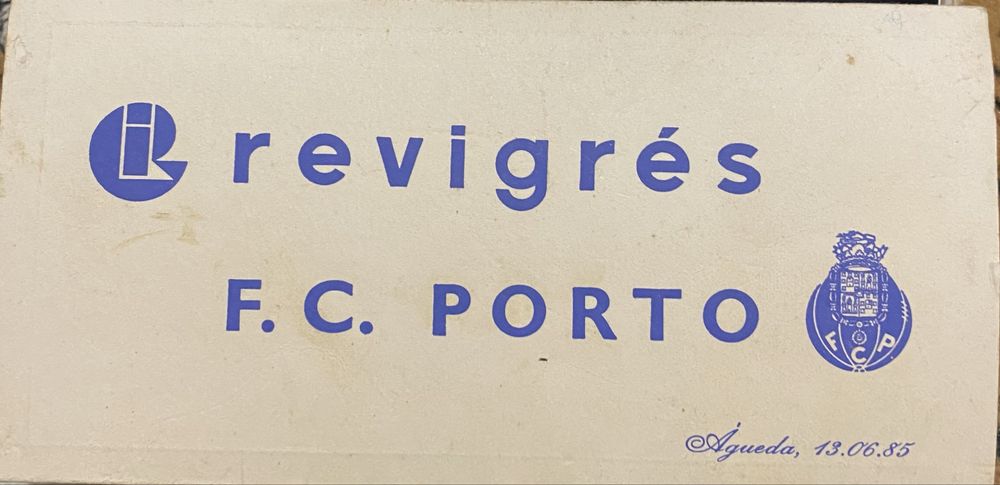 revigrés
F. C. PORTO
F C P
Águeda, 13.06.85